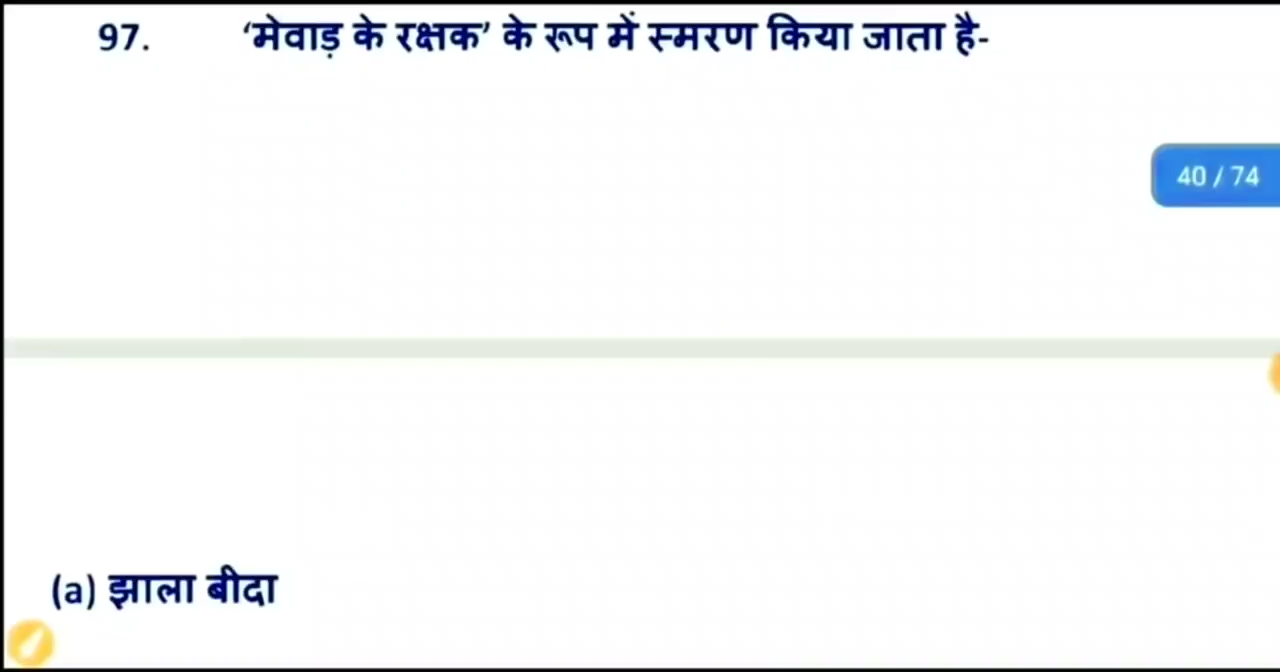 97. ‘मेवाड़ के रक्षक’ के रूप में स्मरण किया जाता है-
40 / 74
(a) झाला बीदा